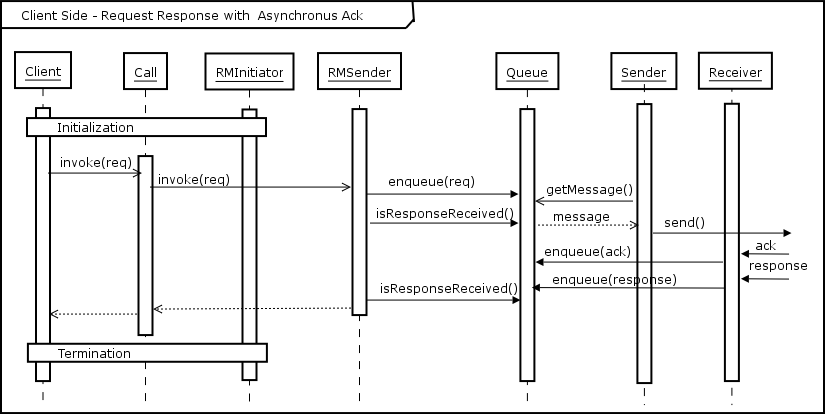 Client Side - Request Response with Asynchronus Ack
Client
Call
RMInitiator
RMSender
Queue
Sender
Receiver
Initialization
invoke(req)
invoke(req)
enqueue(req)
getMessage()
isResponseReceived()
message
send()
ack
enqueue(ack)
response
enqueue(response)
isResponseReceived()
Termination